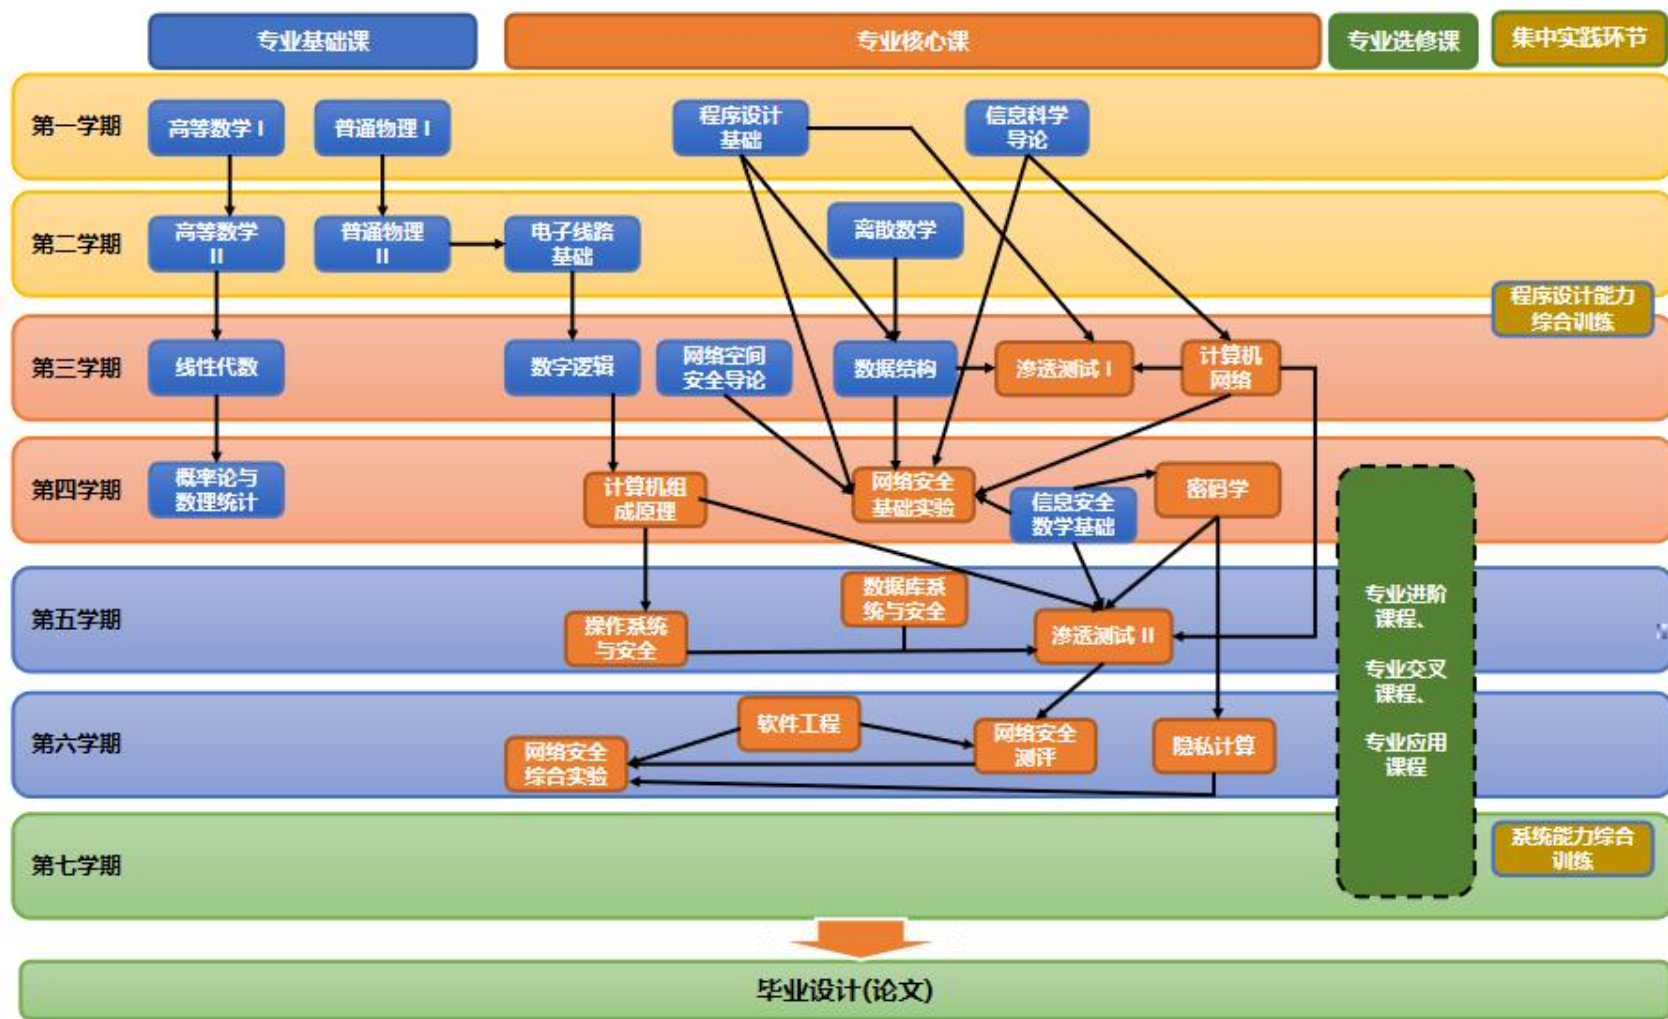 专业基础课
专业核心课
专业选修课
集中实践环节
第一学期
高等数学 I
普通物理 I
程序设计
基础
信息科学
导论
第二学期
高等数学
II
普通物理
II
电子线路
基础
离散数学
程序设计能力
综合训练
第三学期
线性代数
数字逻辑
网络空间
安全导论
数据结构
渗透测试 I
计算机
网络
第四学期
概率论与
数理统计
计算机组
成原理
网络安全
基础实验
信息安全
数学基础
密码学
专业进阶
课程、
专业交叉
课程、
专业应用
课程
第五学期
操作系统
与安全
数据库系
统与安全
渗透测试 II
第六学期
网络安全
综合实验
软件工程
网络安全
测评
隐私计算
第七学期
系统能力综合
训练
毕业设计(论文)